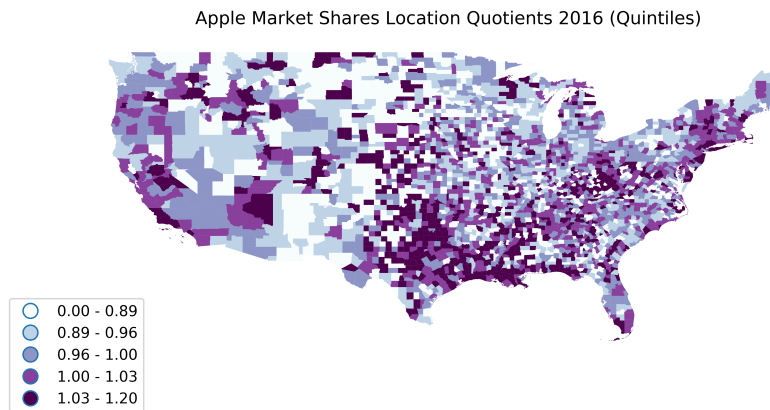 Apple Market Shares Location Quotients 2016 (Quintiles)
0.00 - 0.89
0.89 - 0.96
0.96 - 1.00
1.00 - 1.03
1.03 - 1.20